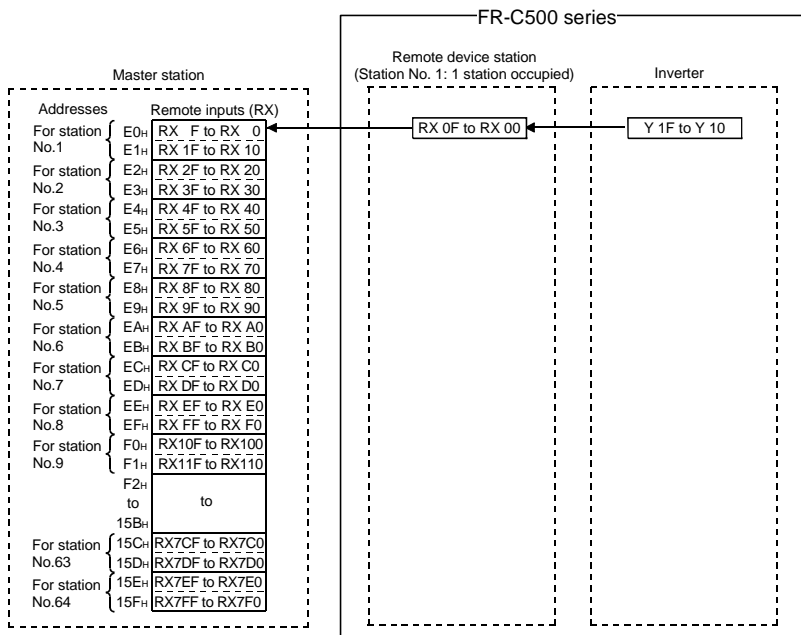 FR-C500 series
Remote device station
(Station No. 1: 1 station occupied)
Inverter
Master station
Addresses
Remote inputs (RX)
RX 0F to RX 00
Y 1F to Y 10
For station
No.1
E0H RX F to RX 0
E1H RX 1F to RX 10
For station
No.2
E2H RX 2F to RX 20
E3H RX 3F to RX 30
For station
No.3
E4H RX 4F to RX 40
E5H RX 5F to RX 50
For station
No.4
E6H RX 6F to RX 60
E7H RX 7F to RX 70
For station
No.5
E8H RX 8F to RX 80
E9H RX 9F to RX 90
For station
No.6
EAH RX AF to RX A0
EBH RX BF to RX B0
For station
No.7
ECH RX CF to RX C0
EDH RX DF to RX D0
For station
No.8
EEH RX EF to RX E0
EFH RX FF to RX F0
For station
No.9
F0H RX10F to RX100
F1H RX11F to RX110
F2H
to to
15BH
For station
No.63
15CH RX7CF to RX7C0
15DH RX7DF to RX7D0
For station
No.64
15EH RX7EF to RX7E0
15FH RX7FF to RX7F0